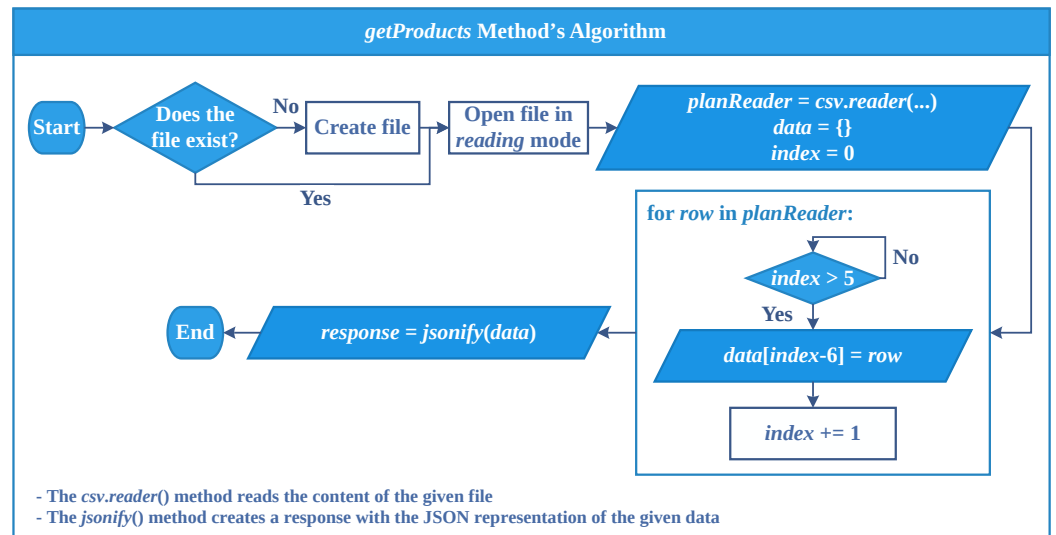 getProducts Method's Algorithm
Start
Does the
file exist?
No
Create file
Yes
Open file in
reading mode
planReader = csv.reader(...)
data = {}
index = 0
for row in planReader:
index > 5
No
Yes
data[index-6] = row
index += 1
response = jsonify(data)
End
- The csv.reader() method reads the content of the given file
- The jsonify() method creates a response with the JSON representation of the given data